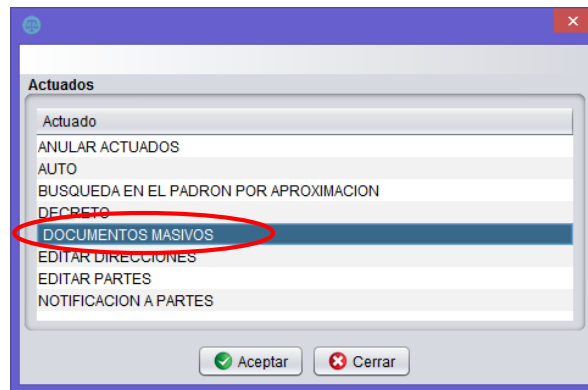 Actuados
Actuado
ANULAR ACTUADOS
AUTO
BUSQUEDA EN EL PADRON POR APROXIMACION
DECRETO
DOCUMENTOS MASIVOS
EDITAR DIRECCIONES
EDITAR PARTES
NOTIFICACION A PARTES
Aceptar Cerrar